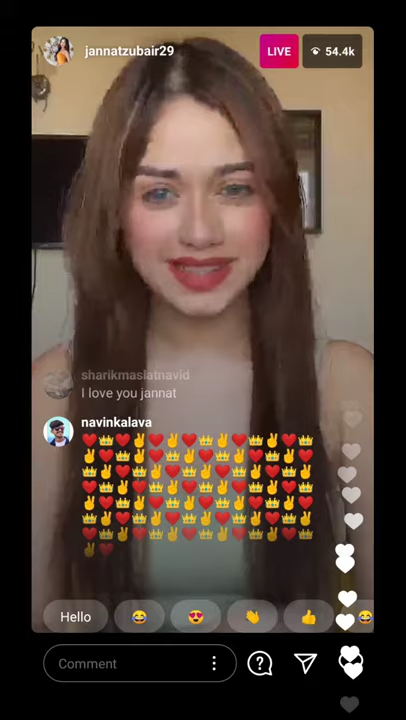 jannatzubair29
LIVE
54.4k
sharikmaslatnavid
I love you jannat
navinkalava
Hello
Comment